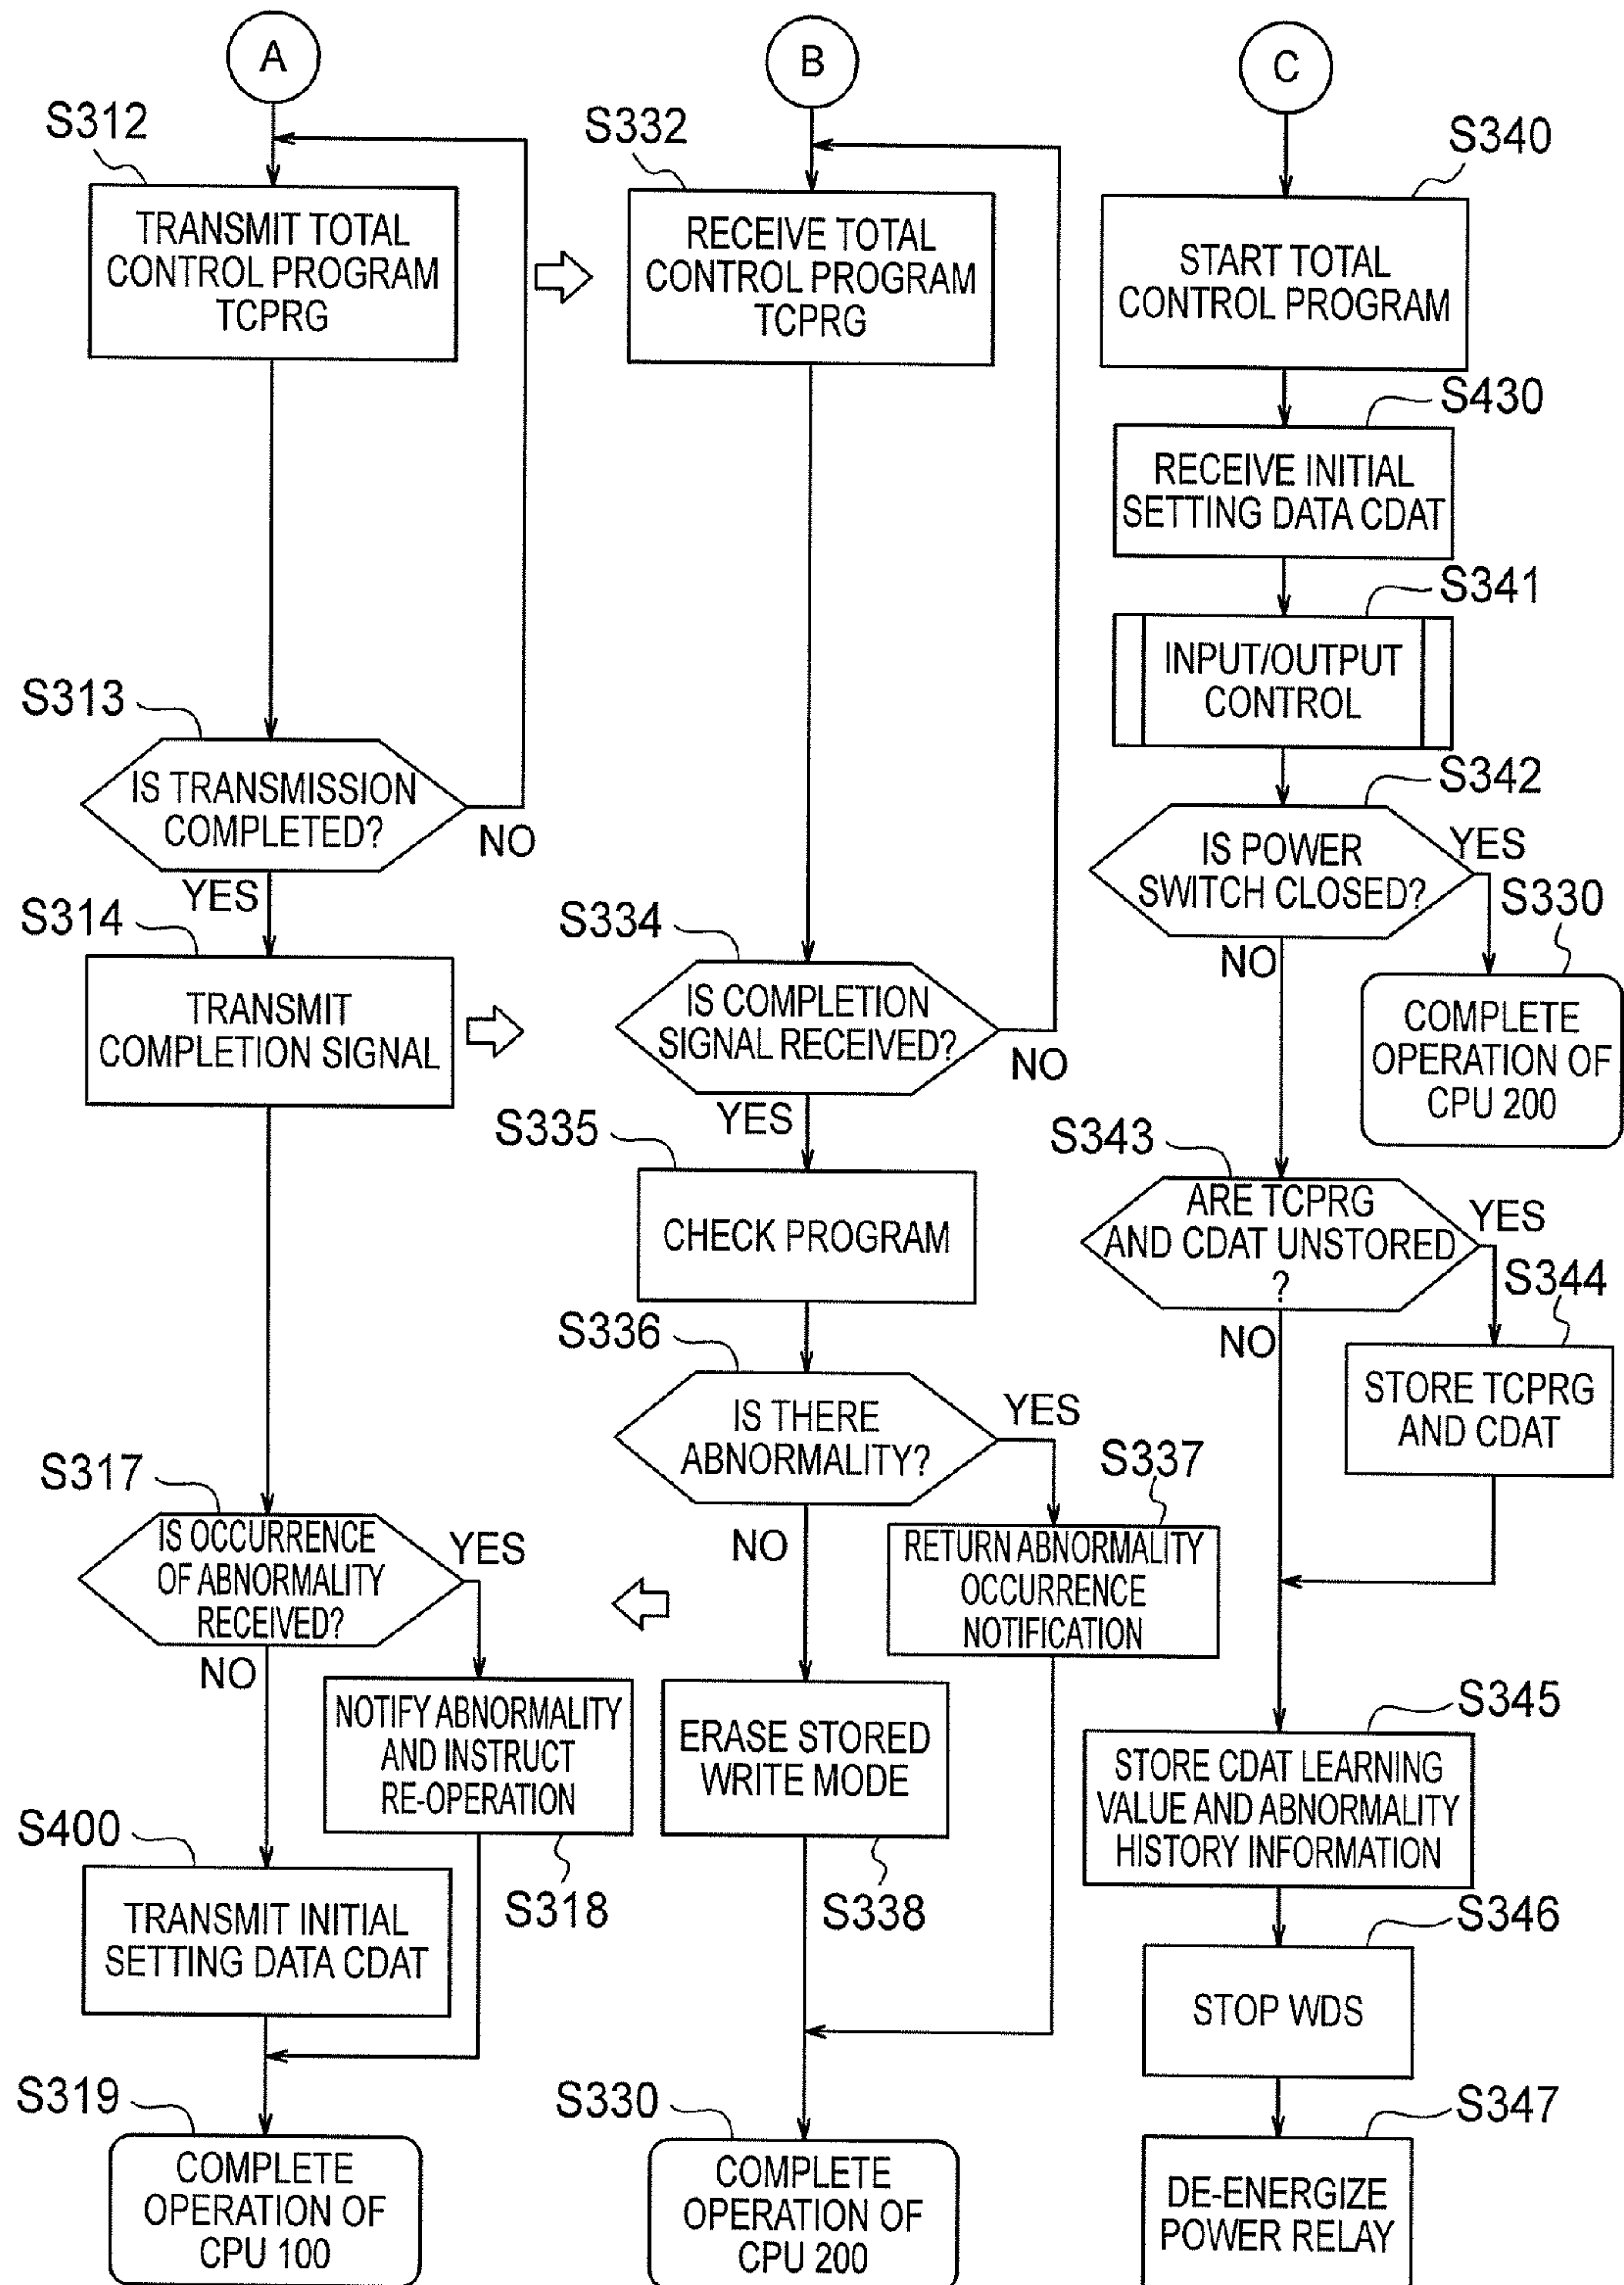 A
S312
TRANSMIT TOTAL
CONTROL PROGRAM
TCPRG
S313
IS TRANSMISSION
COMPLETED?
NO
YES
S314
TRANSMIT
COMPLETION SIGNAL
S317
IS OCCURRENCE
OF ABNORMALITY
RECEIVED?
YES
NO
NOTIFY ABNORMALITY
AND INSTRUCT
RE-OPERATION
S318
S400
TRANSMIT INITIAL
SETTING DATA CDAT
S319
COMPLETE
OPERATION OF
CPU 100
B
S332
RECEIVE TOTAL
CONTROL PROGRAM
TCPRG
S334
IS COMPLETION
SIGNAL RECEIVED?
NO
YES
S335
CHECK PROGRAM
S336
IS THERE
ABNORMALITY?
YES
S337
NO
RETURN ABNORMALITY
OCCURRENCE
NOTIFICATION
ERASE STORED
WRITE MODE
S338
S330
COMPLETE
OPERATION OF
CPU 200
C
S340
START TOTAL
CONTROL PROGRAM
S430
RECEIVE INITIAL
SETTING DATA CDAT
S341
INPUT/OUTPUT
CONTROL
S342
IS POWER
SWITCH CLOSED?
YES
S330
NO
COMPLETE
OPERATION OF
CPU 200
S343
ARE TCPRG
AND CDAT UNSTORED
?
YES
S344
NO
STORE TCPRG
AND CDAT
S345
STORE CDAT LEARNING
VALUE AND ABNORMALITY
HISTORY INFORMATION
S346
STOP WDS
S347
DE-ENERGIZE
POWER RELAY